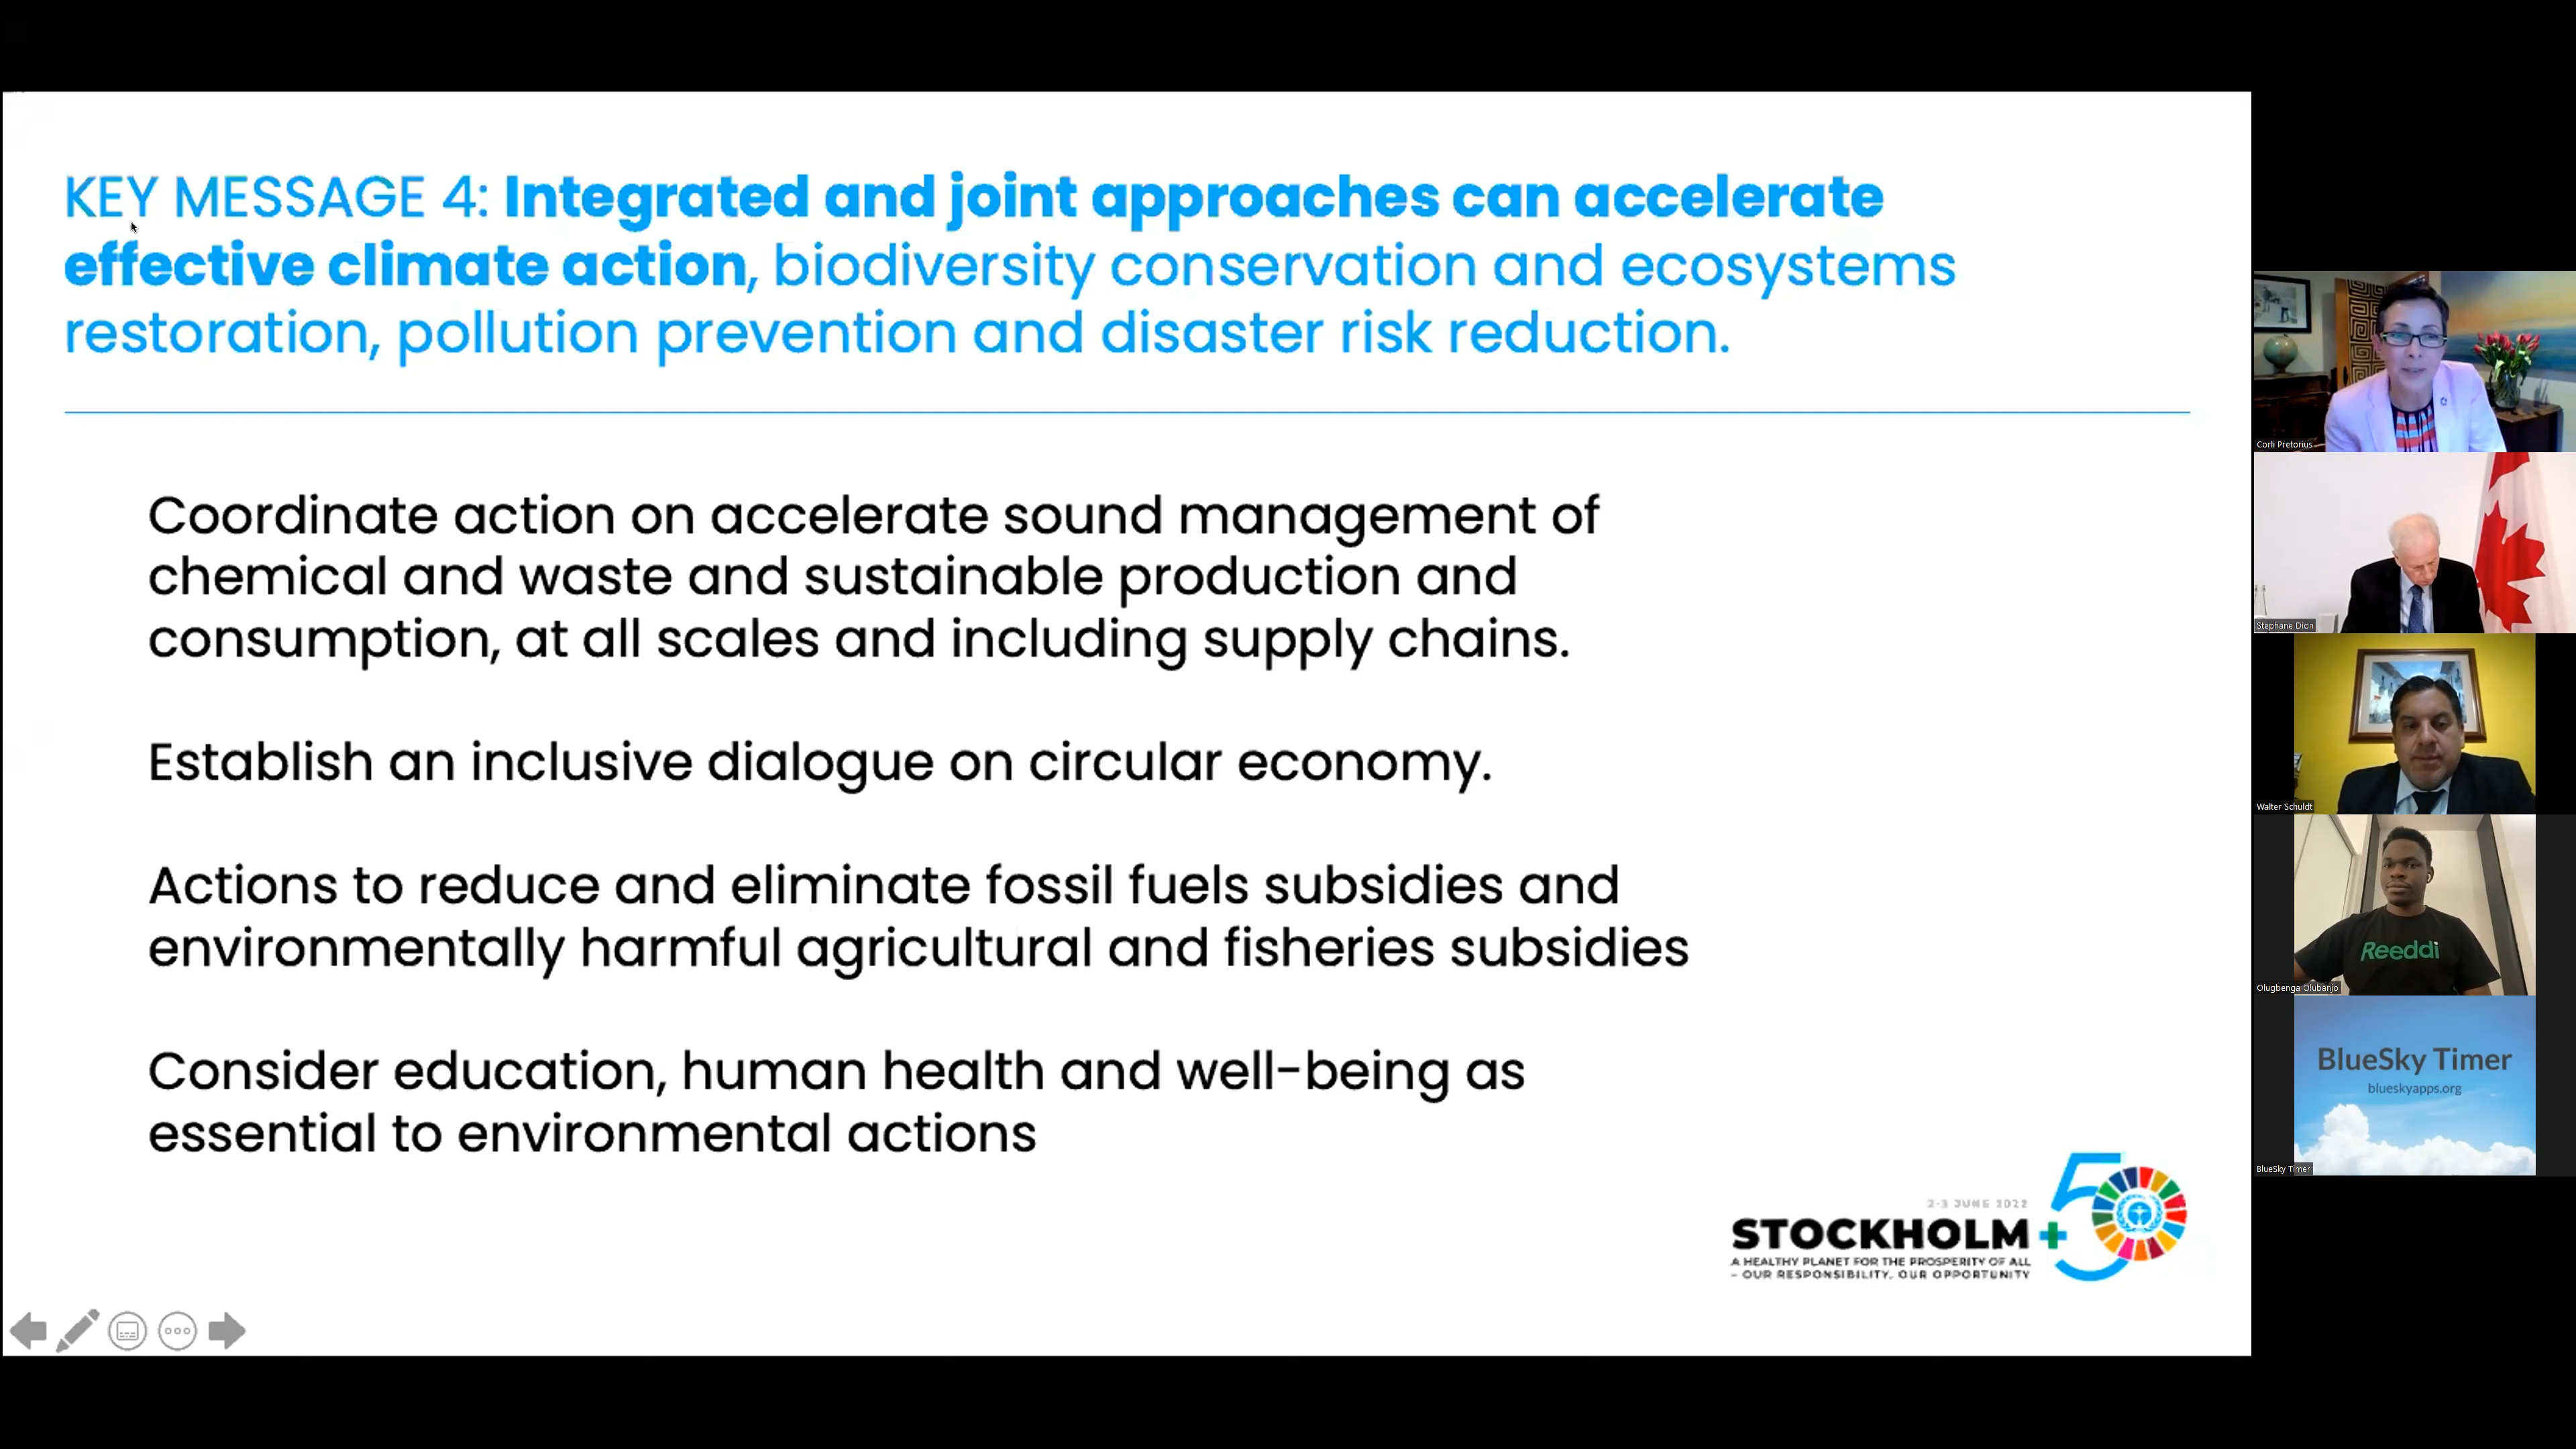 KEY MESSAGE 4: Integrated and joint approaches can accelerate
effective climate action, biodiversity conservation and ecosystems
restoration, pollution prevention and disaster risk reduction.
Coordinate action on accelerate sound management of
chemical and waste and sustainable production and
consumption, at all scales and including supply chains.
Establish an inclusive dialogue on circular economy.
Actions to reduce and eliminate fossil fuels subsidies and
environmentally harmful agricultural and fisheries subsidies
Consider education, human health and well-being as
essential to environmental actions
2-3 JUNE 2022
STOCKHOLM +50
A HEALTHY PLANET FOR THE PROSPERITY OF ALL
- OUR RESPONSIBILITY, OUR OPPORTUNITY
Corli Pretorius
Stephane Dion
Walter Schuldt
Reeddi
Olugbenga Olubanjo
BlueSky Timer
blueskyapps.org
BlueSky Timer